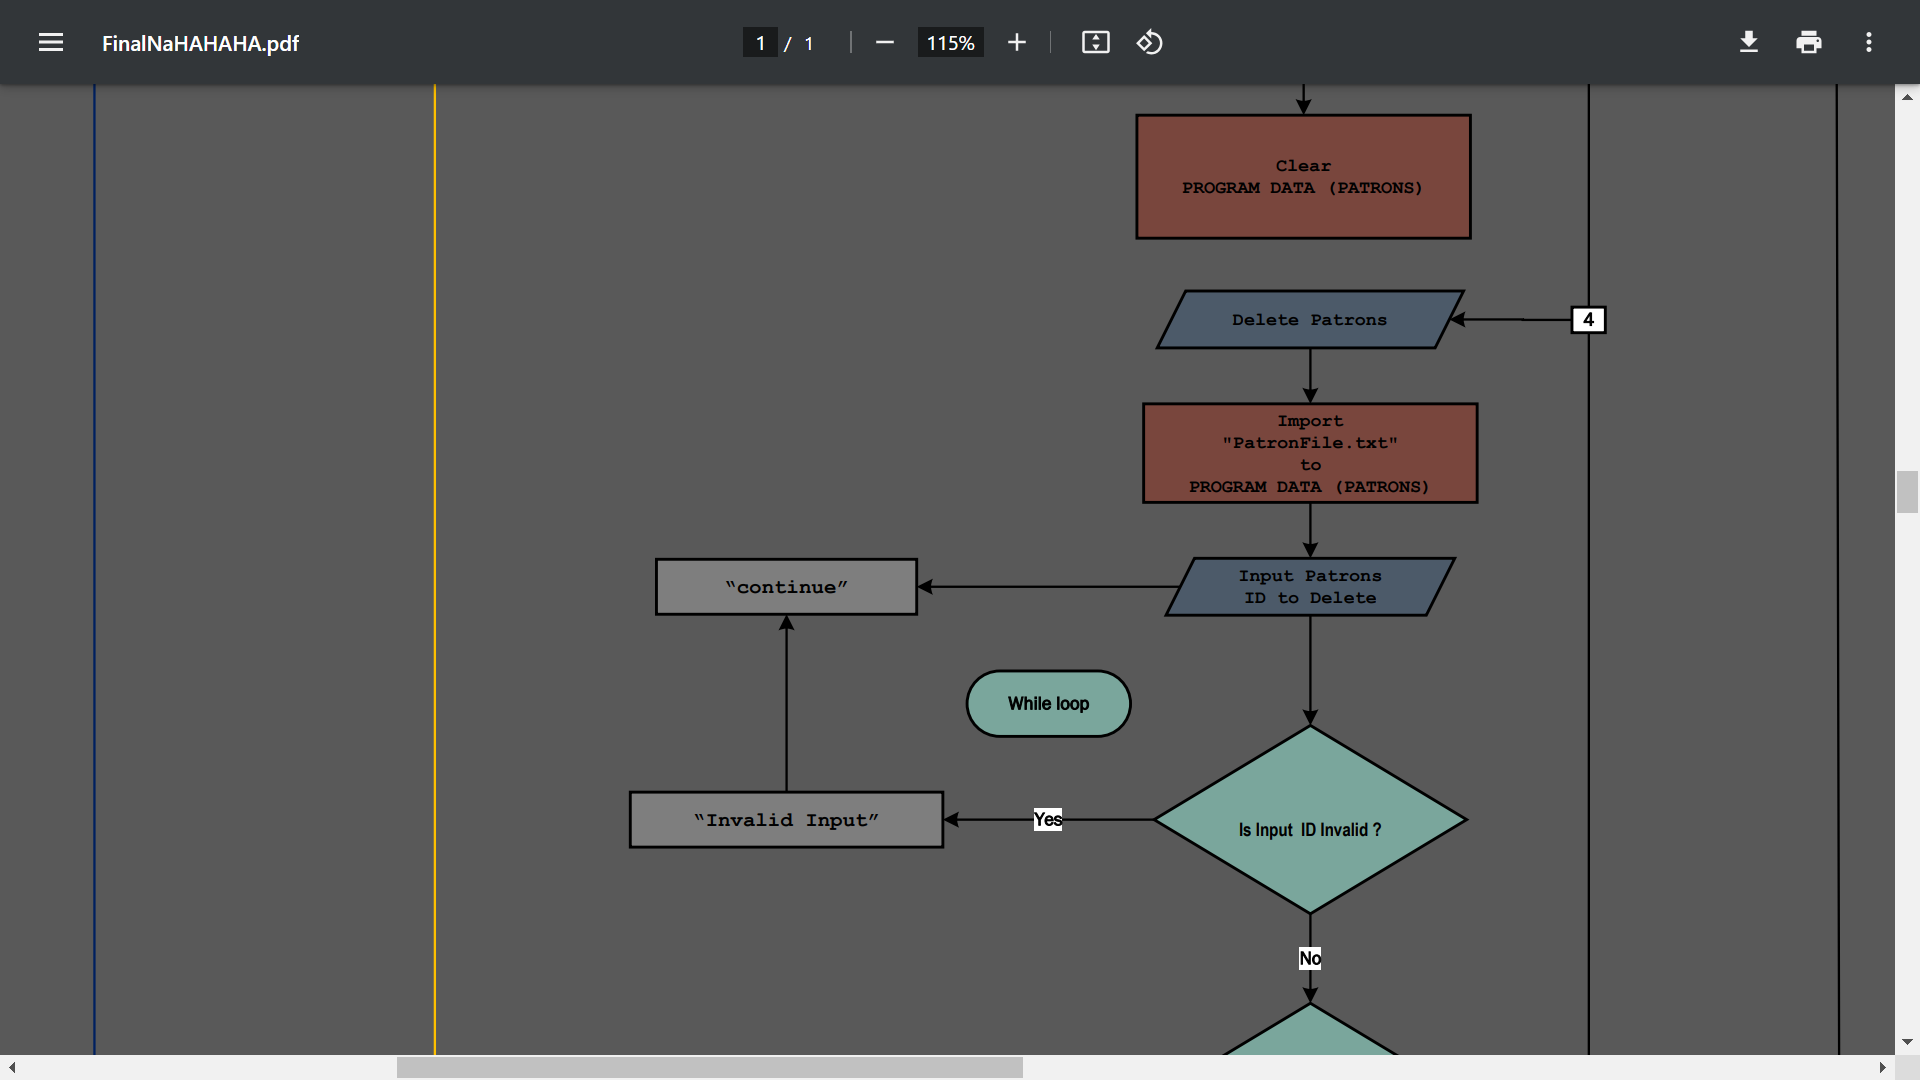 FinalNaHAHAHA.pdf
1 / 1
115%
Clear
PROGRAM DATA (PATRONS)
Delete Patrons
4
Import
"PatronFile.txt"
to
PROGRAM DATA (PATRONS)
“continue”
Input Patrons
ID to Delete
While loop
“Invalid Input”
Yes
Is Input ID Invalid ?
No